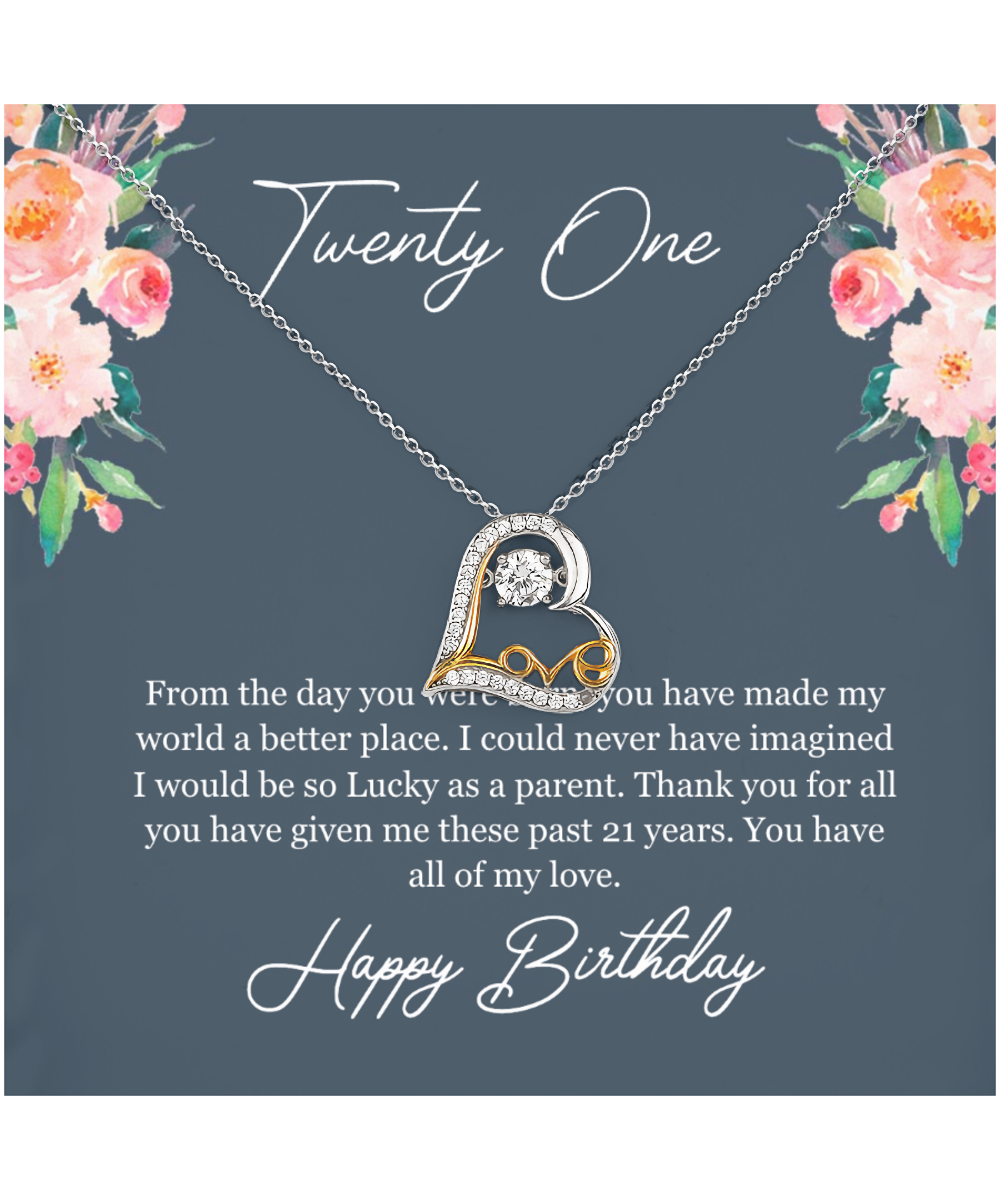 Twenty One
Love
From the day you were you have made my
world a better place. I could never have imagined
I would be so Lucky as a parent. Thank you for all
you have given me these past 21 years. You have
all of my love.
Happy Birthday